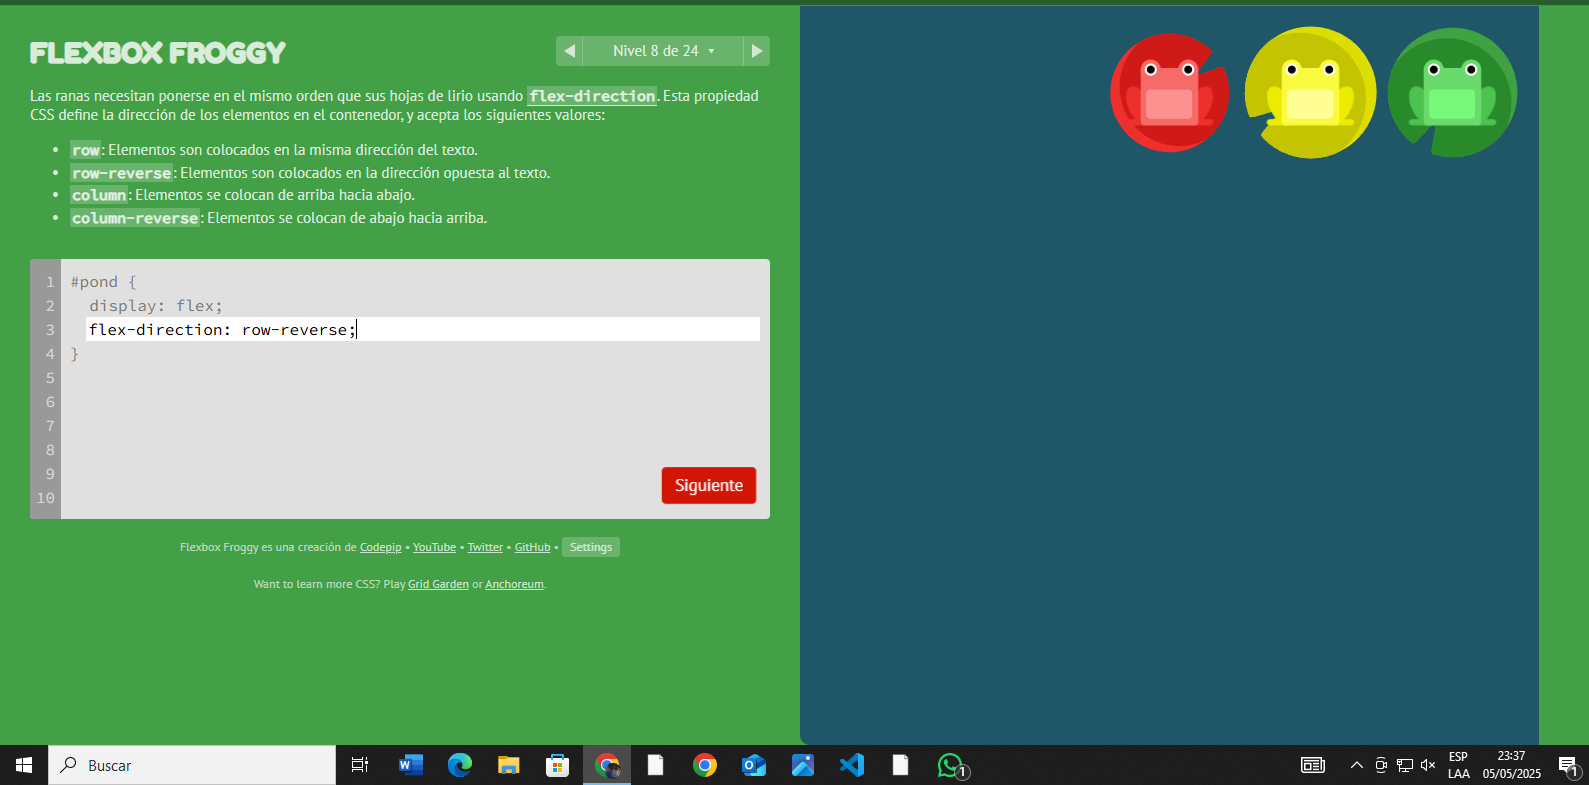 FLEXBOX FROGGY
Nivel 8 de 24
Las ranas necesitan ponerse en el mismo orden que sus hojas de lirio usando flex-direction. Esta propiedad
CSS define la dirección de los elementos en el contenedor, y acepta los siguientes valores:
• row: Elementos son colocados en la misma dirección del texto.
• row-reverse: Elementos son colocados en la dirección opuesta al texto.
• column: Elementos se colocan de arriba hacia abajo.
• column-reverse: Elementos se colocan de abajo hacia arriba.
1 #pond {
2 display: flex;
3 flex-direction: row-reverse;
4 }
5
6
7
8
9
10
Siguiente
Flexbox Froggy es una creación de Codepip • YouTube • Twitter • GitHub • Settings
Want to learn more CSS? Play Grid Garden or Anchoreum.
Buscar
W
O
1
ESP
LAA
23:37
05/05/2025
1